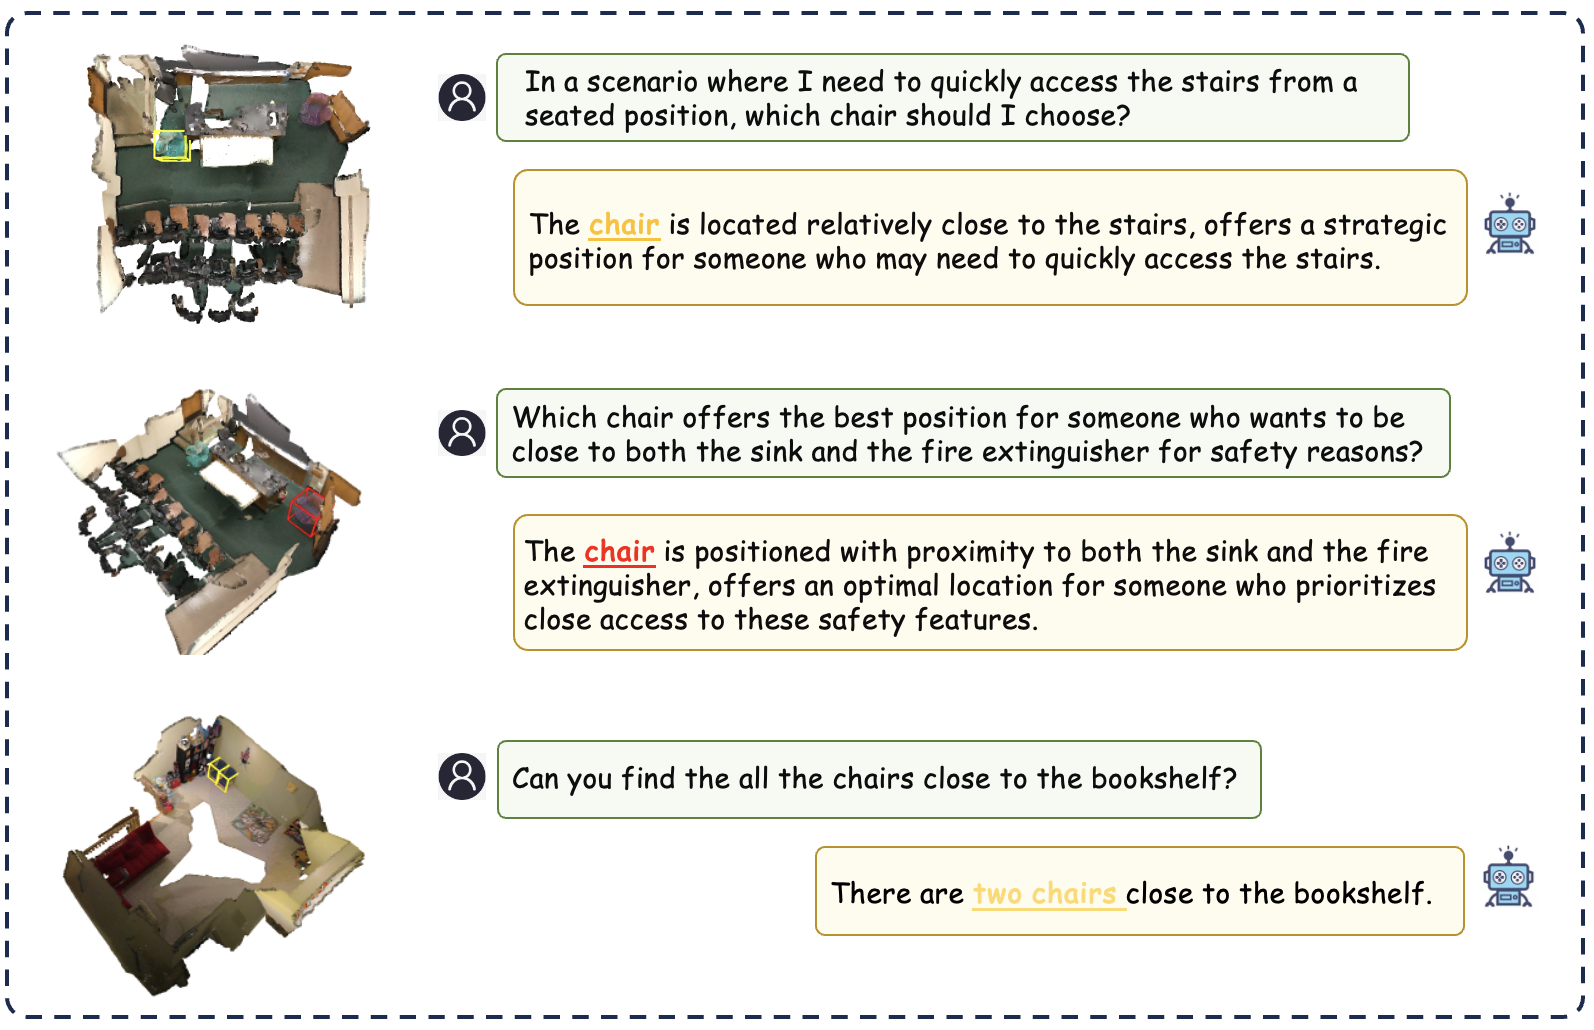 In a scenario where I need to quickly access the stairs from a
seated position, which chair should I choose?
The chair is located relatively close to the stairs, offers a strategic
position for someone who may need to quickly access the stairs.
Which chair offers the best position for someone who wants to be
close to both the sink and the fire extinguisher for safety reasons?
The chair is positioned with proximity to both the sink and the fire
extinguisher, offers an optimal location for someone who prioritizes
close access to these safety features.
Can you find the all the chairs close to the bookshelf?
There are two chairs close to the bookshelf.